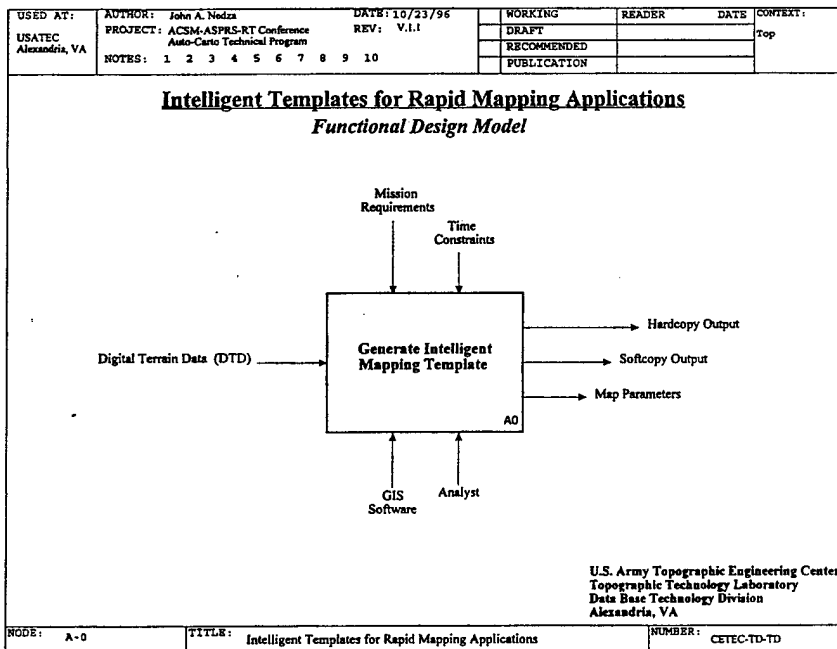 USED AT: AUTHOR: John A. Nedza DATE: 10/23/96 WORKING READER DATE CONTEXT:
USATEC PROJECT: ACSM-ASPRS-RT Conference REV: V.1.1 DRAFT Top
Alexandria, VA Auto-Carto Technical Program RECOMMENDED
NOTES: 1 2 3 4 5 6 7 8 9 10 PUBLICATION
Intelligent Templates for Rapid Mapping Applications
Functional Design Model
Mission
Requirements
Time
Constraints
Hardcopy Output
Digital Terrain Data (DTD)
Generate Intelligent
Mapping Template
Softcopy Output
Map Parameters
A0
GIS
Software
Analyst
U.S. Army Topographic Engineering Center
Topographic Technology Laboratory
Data Base Technology Division
Alexandria, VA
NODE: A-0 TITLE: Intelligent Templates for Rapid Mapping Applications NUMBER: CETEC-TD-TD